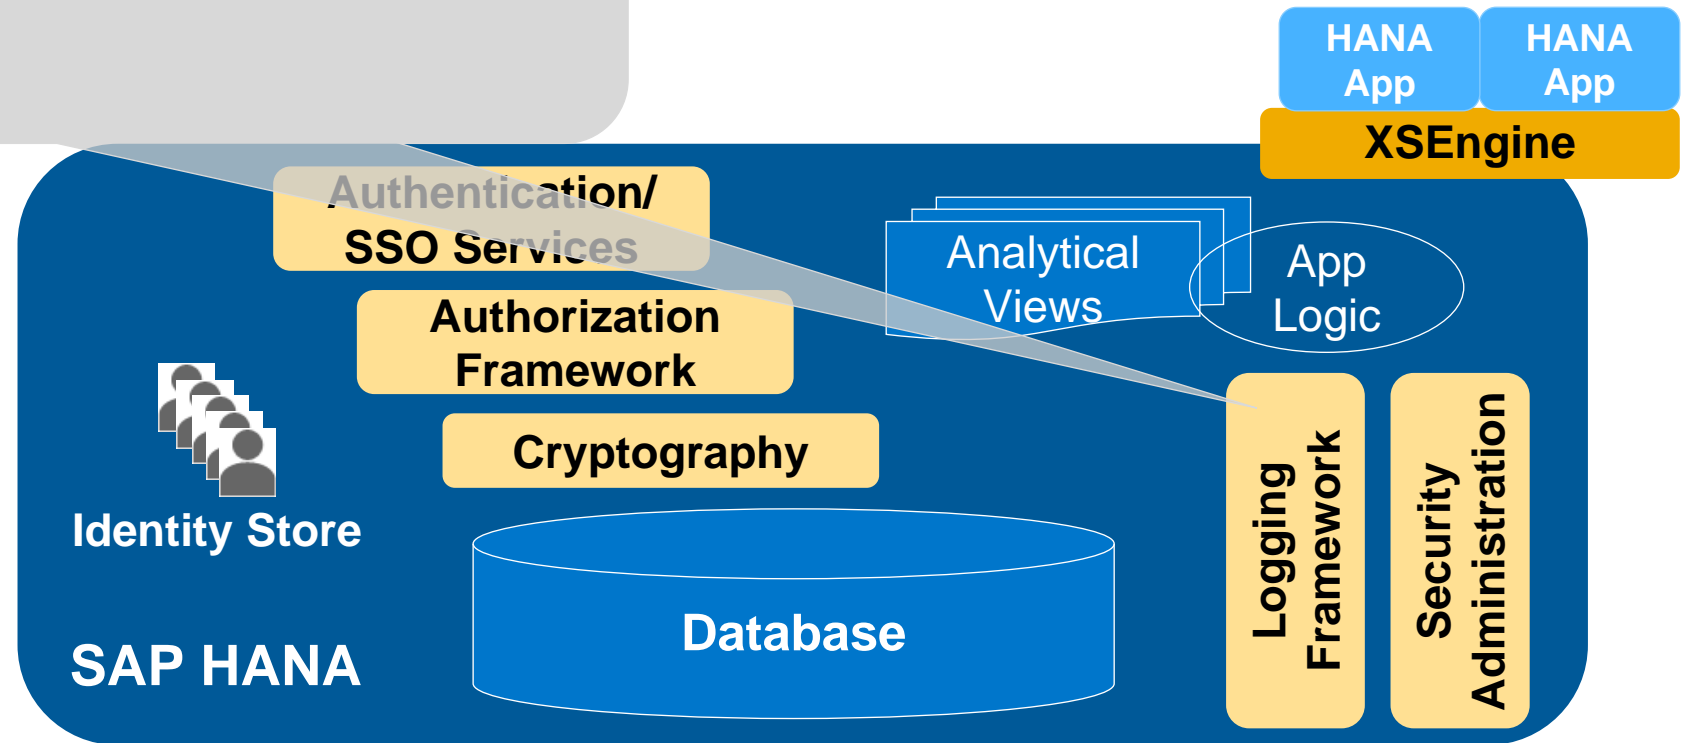 HANA
App
HANA
App
XSEngine
Authentication/
SSO Services
Analytical
Views
App
Logic
Authorization
Framework
Cryptography
Identity Store
Database
SAP HANA
Logging
Framework
Security
Administration